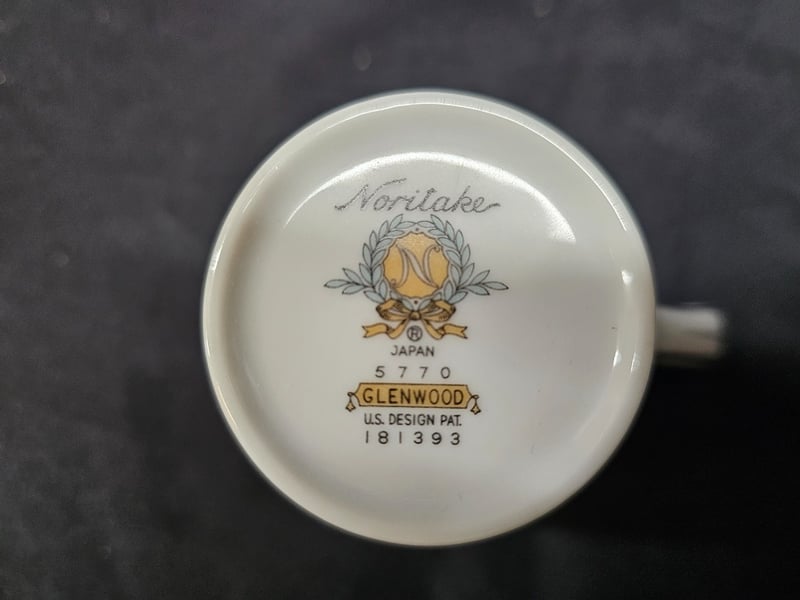 Noritake
N
®
JAPAN
5770
GLENWOOD
U.S. DESIGN PAT.
181393